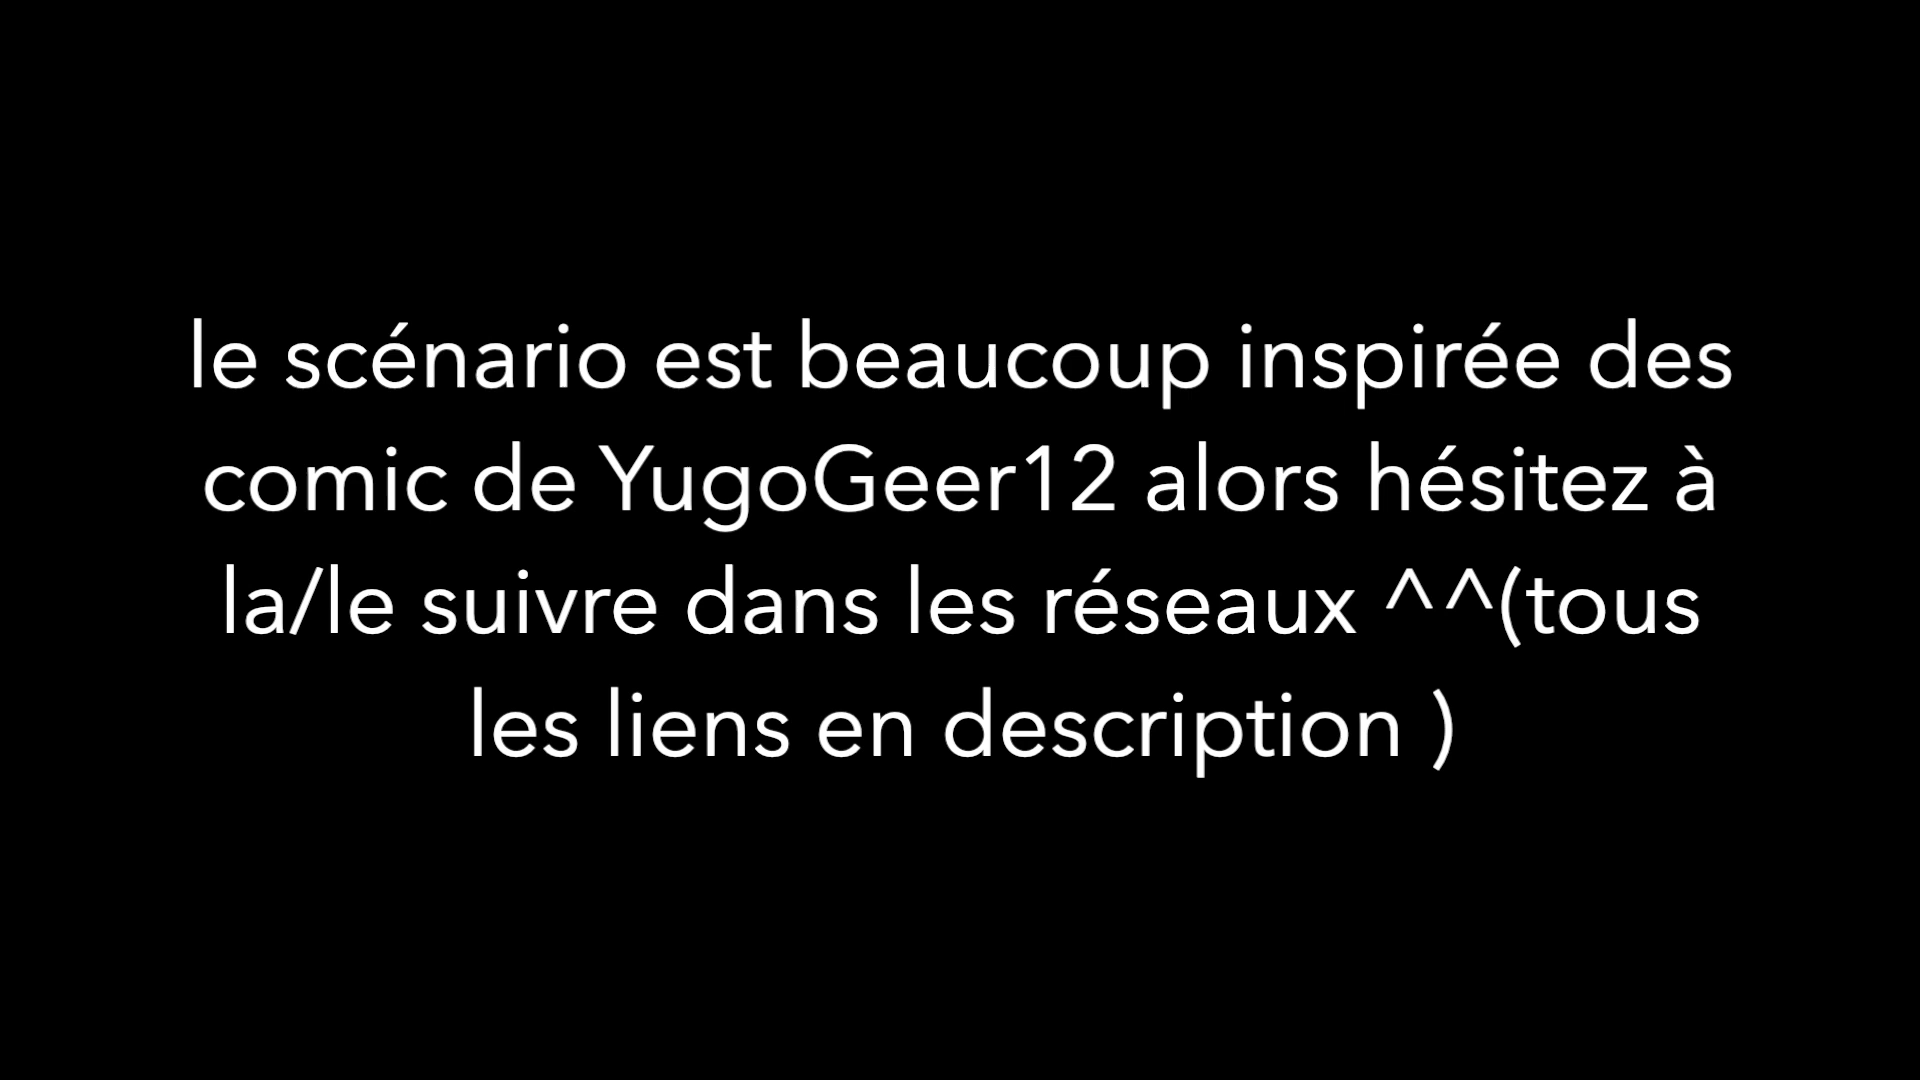 le scénario est beaucoup inspirée des
comic de YugoGeer12 alors hésitez à
la/le suivre dans les réseaux ^^(tous
les liens en description )